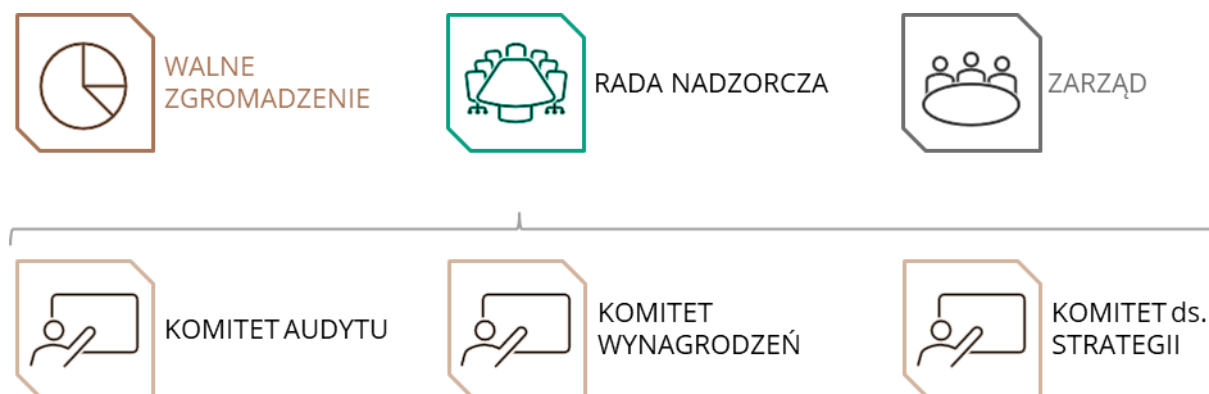 WALNE
ZGROMADZENIE
RADA NADZORCZA
ZARZĄD
KOMITET AUDYTU
KOMITET
WYNAGRODZEŃ
KOMITET ds.
STRATEGII